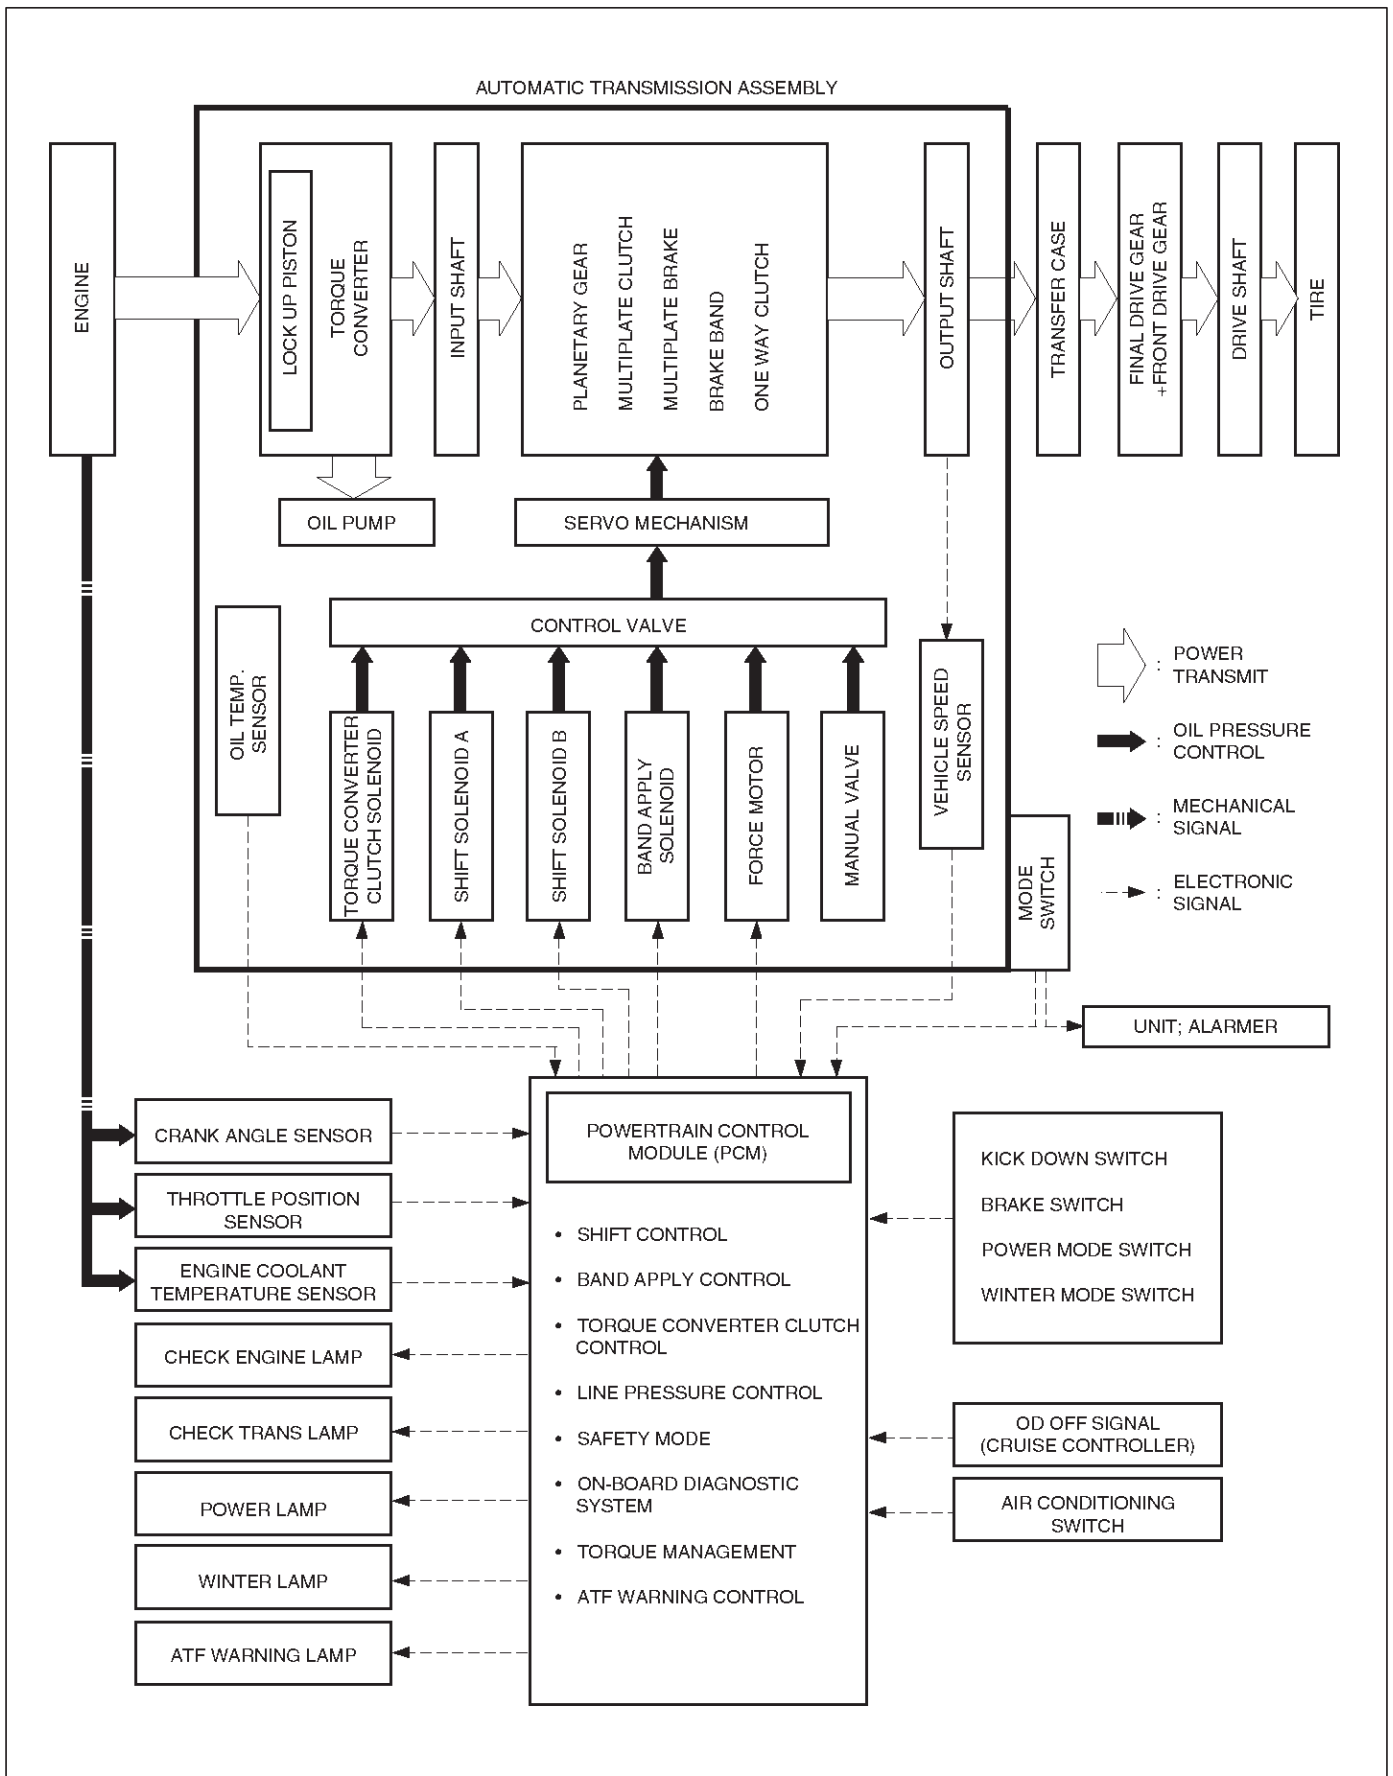 AUTOMATIC TRANSMISSION ASSEMBLY
ENGINE
LOCK UP PISTON
TORQUE
CONVERTER
INPUT SHAFT
PLANETARY GEAR
MULTIPLATE CLUTCH
MULTIPLATE BRAKE
BRAKE BAND
ONE WAY CLUTCH
OUTPUT SHAFT
TRANSFER CASE
FINAL DRIVE GEAR
+FRONT DRIVE GEAR
DRIVE SHAFT
TIRE
OIL PUMP
SERVO MECHANISM
CONTROL VALVE
OIL TEMP.
SENSOR
TORQUE CONVERTER
CLUTCH SOLENOID
SHIFT SOLENOID A
SHIFT SOLENOID B
BAND APPLY
SOLENOID
FORCE MOTOR
MANUAL VALVE
VEHICLE SPEED
SENSOR
MODE
SWITCH
: POWER
TRANSMIT
: OIL PRESSURE
CONTROL
: MECHANICAL
SIGNAL
: ELECTRONIC
SIGNAL
UNIT; ALARMER
CRANK ANGLE SENSOR
THROTTLE POSITION
SENSOR
ENGINE COOLANT
TEMPERATURE SENSOR
CHECK ENGINE LAMP
CHECK TRANS LAMP
POWER LAMP
WINTER LAMP
ATF WARNING LAMP
POWERTRAIN CONTROL
MODULE (PCM)
• SHIFT CONTROL
• BAND APPLY CONTROL
• TORQUE CONVERTER CLUTCH
CONTROL
• LINE PRESSURE CONTROL
• SAFETY MODE
• ON-BOARD DIAGNOSTIC
SYSTEM
• TORQUE MANAGEMENT
• ATF WARNING CONTROL
KICK DOWN SWITCH
BRAKE SWITCH
POWER MODE SWITCH
WINTER MODE SWITCH
OD OFF SIGNAL
(CRUISE CONTROLLER)
AIR CONDITIONING
SWITCH